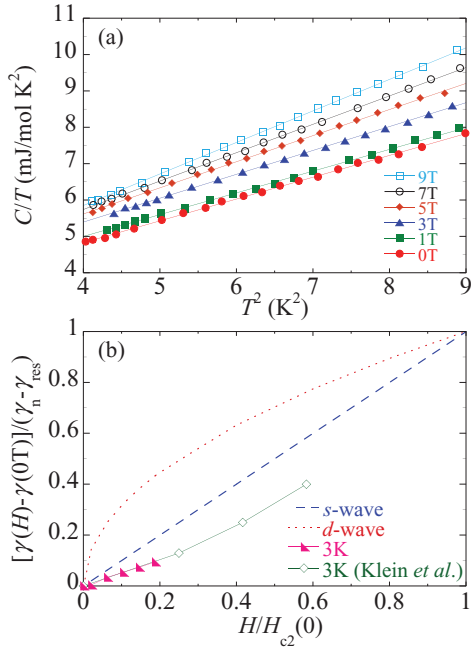 (a)
11
10
9
8
7
6
5
4
C/T (mJ/mol K²)
9T
7T
5T
3T
1T
0T
4 5 6 7 8 9
T² (K²)
(b)
1
0.8
0.6
0.4
0.2
0
[γ(H)-γ(0T)]/(γn-γres)
s-wave
d-wave
3K
3K (Klein et al.)
0 0.2 0.4 0.6 0.8 1
H/Hc2(0)